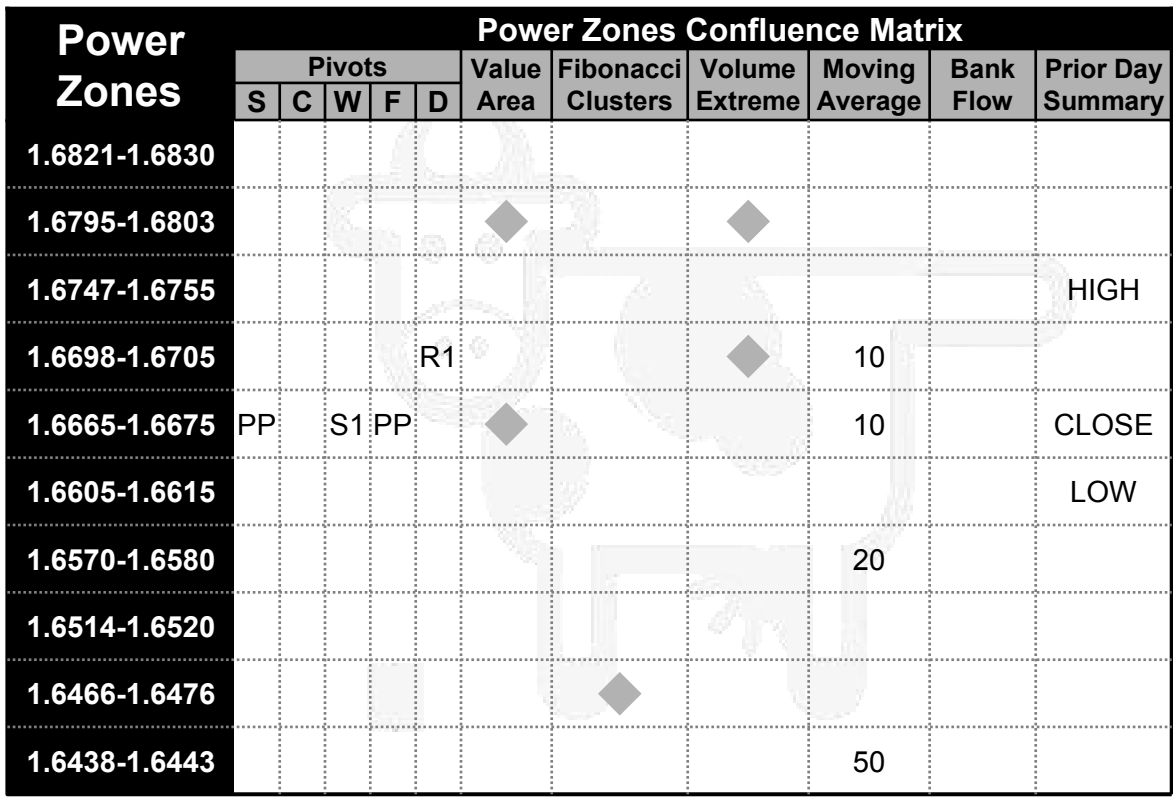 Power Zones
Power Zones Confluence Matrix
Pivots Value Area Fibonacci Clusters Volume Extreme Moving Average Bank Flow Prior Day Summary
S C W F D
1.6821-1.6830
1.6795-1.6803
1.6747-1.6755 HIGH
1.6698-1.6705 R1 10
1.6665-1.6675 PP S1 PP 10 CLOSE
1.6605-1.6615 LOW
1.6570-1.6580 20
1.6514-1.6520
1.6466-1.6476
1.6438-1.6443 50